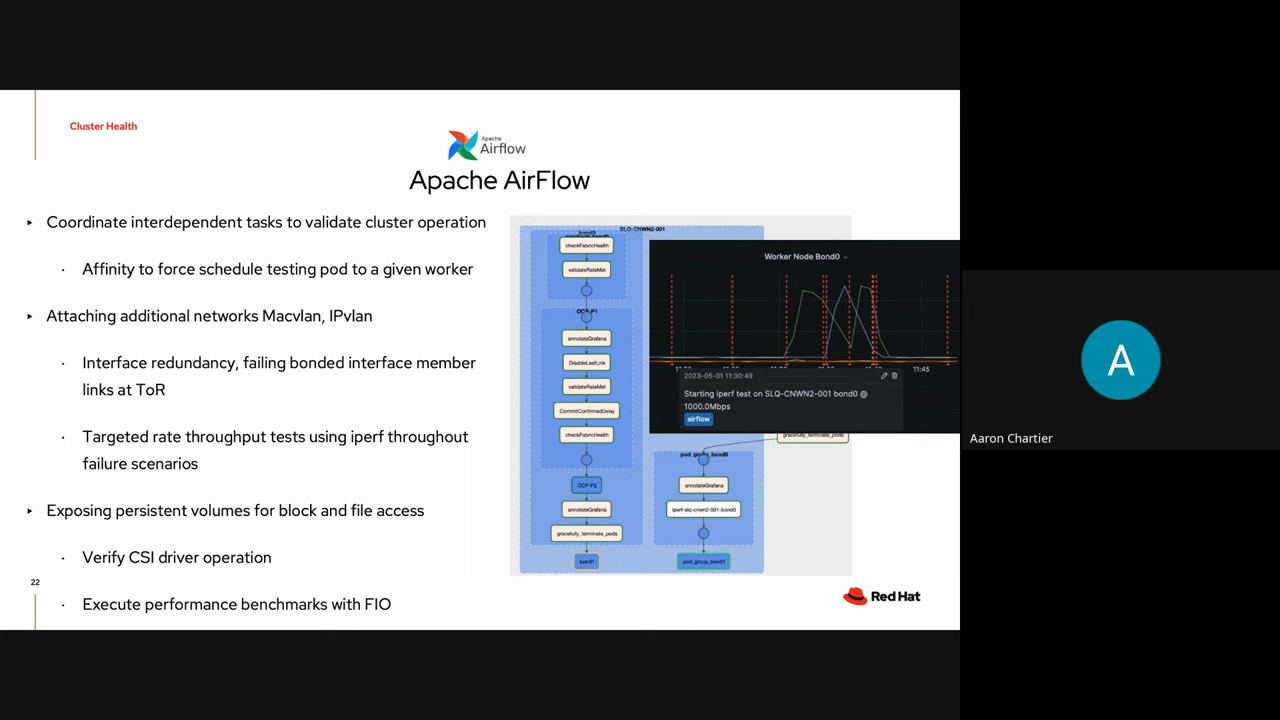 Cluster Health
Apache
Airflow
Apache AirFlow
Coordinate interdependent tasks to validate cluster operation
Affinity to force schedule testing pod to a given worker
Attaching additional networks Macvlan, IPvlan
Interface redundancy, failing bonded interface member
links at ToR
Targeted rate throughput tests using iperf throughout
failure scenarios
Exposing persistent volumes for block and file access
Verify CSI driver operation
Execute performance benchmarks with FIO
22
SLQ-CNWN2-001
checkFabricHealth
validateRateMet
OCP-P1
annotateGrafana
DisableLeafLink
validateRateMet
CommitConfirmedDelay
checkFabricHealth
OCP-P2
annotateGrafana
gracefully_terminate_pods
bond1
Worker Node Bond0
11:45
2023-05-01 11:30:49
Starting iperf test on SLQ-CNWN2-001 bond0 @
1000.0Mbps
airflow
gracefully_terminate_pods
pod_group_bond0
annotateGrafana
iperf-slq-cnwn2-001-bond0
pod_group_bond1
Red Hat
A
Aaron Chartier